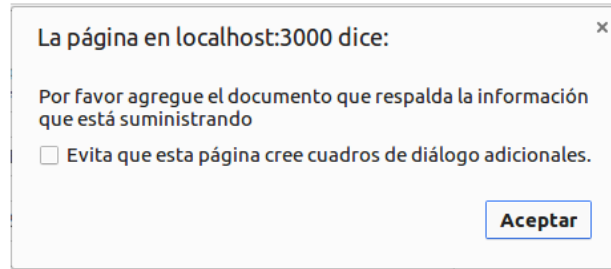 La página en localhost:3000 dice:
Por favor agregue el documento que respalda la información
que está suministrando
Evita que esta página cree cuadros de diálogo adicionales.
Aceptar